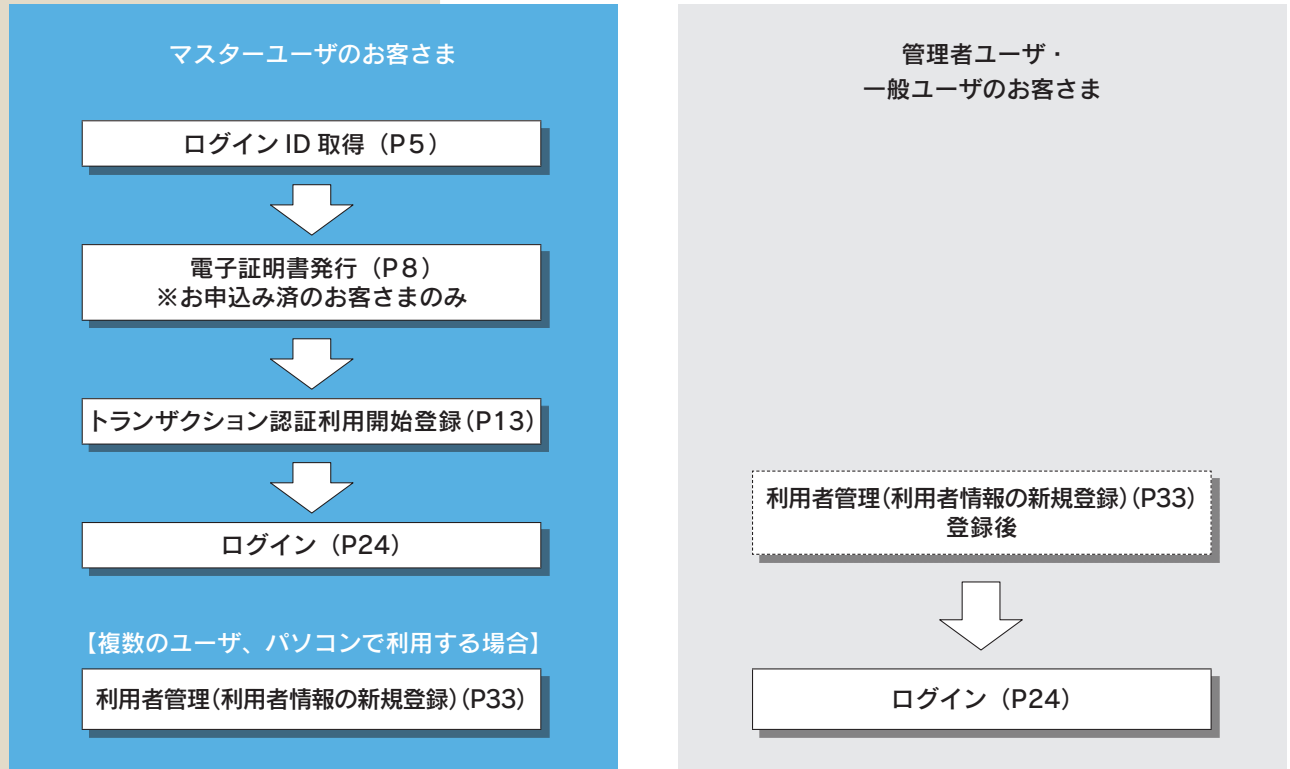 マスターユーザのお客さま
ログイン ID 取得（P５）
電子証明書発行（P８）
※お申込み済のお客さまのみ
トランザクション認証利用開始登録（P13）
ログイン（P24）
【複数のユーザ、パソコンで利用する場合】
利用者管理（利用者情報の新規登録）（P33）
管理者ユーザ・
一般ユーザのお客さま
利用者管理（利用者情報の新規登録）（P33）
登録後
ログイン（P24）